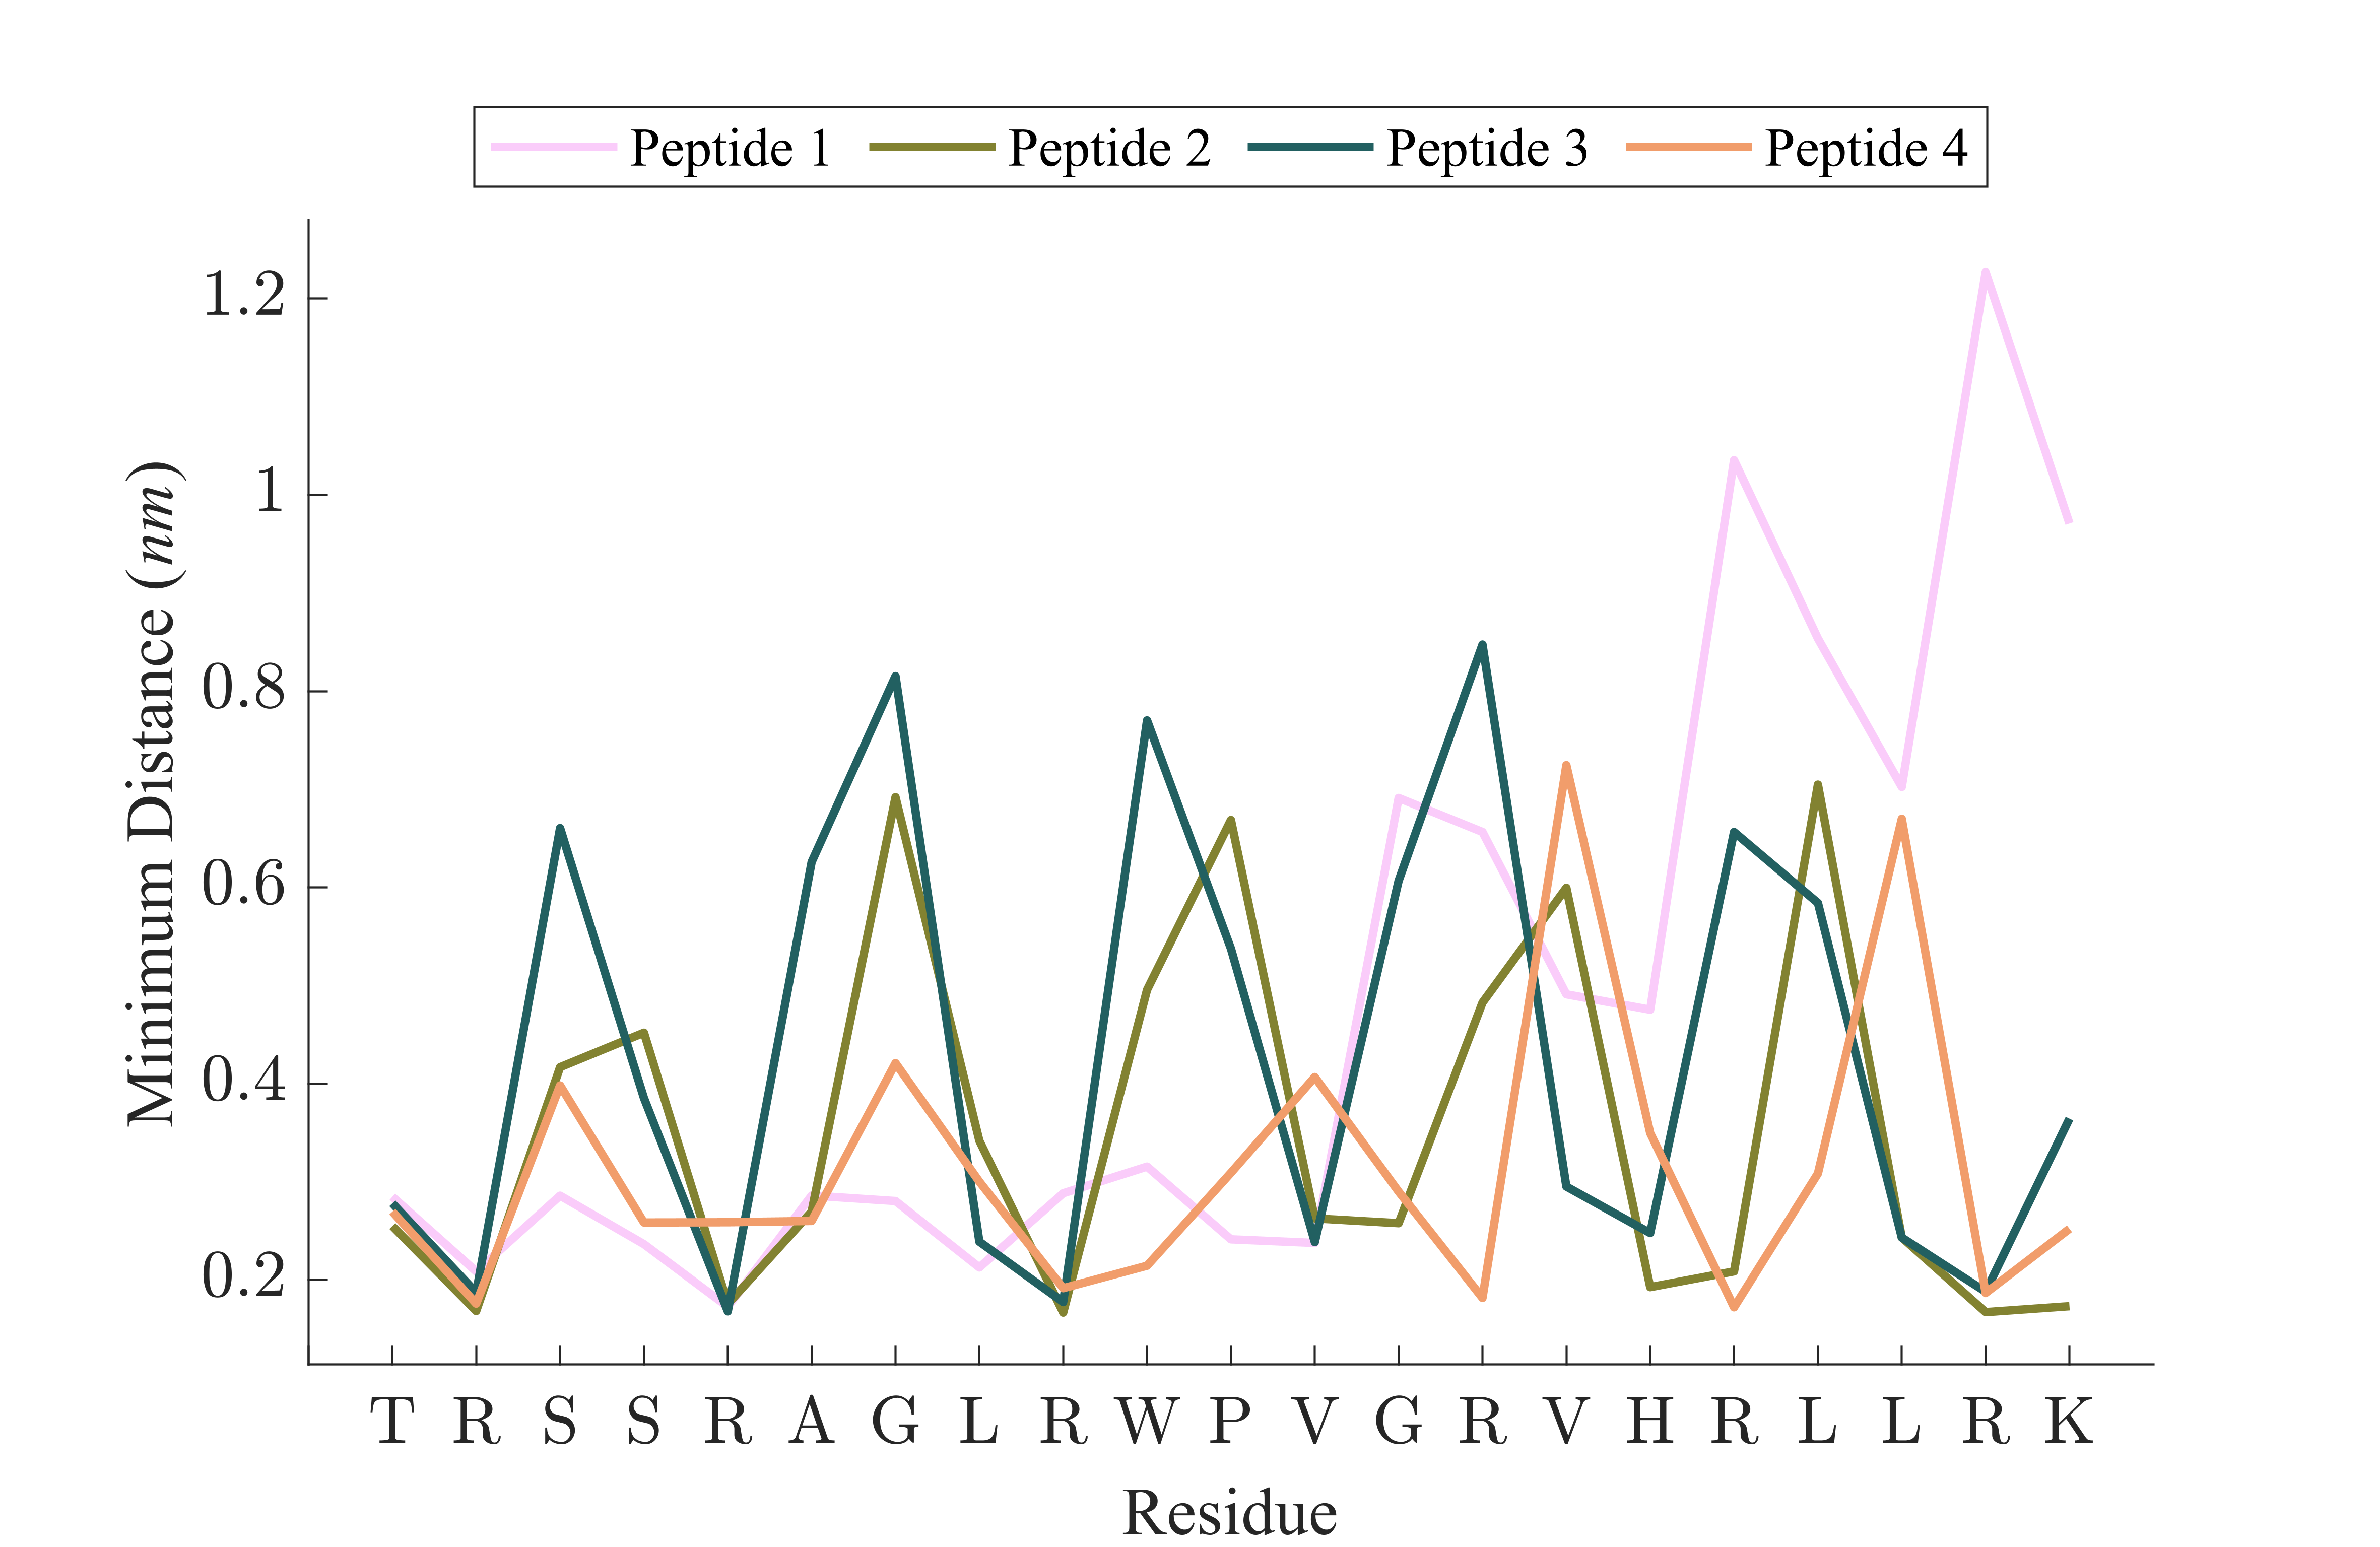 Peptide 1 Peptide 2 Peptide 3 Peptide 4
1.2
1
0.8
0.6
0.4
0.2
Minimum Distance (nm)
T R S S R A G L R W P V G R V H R L L R K
Residue